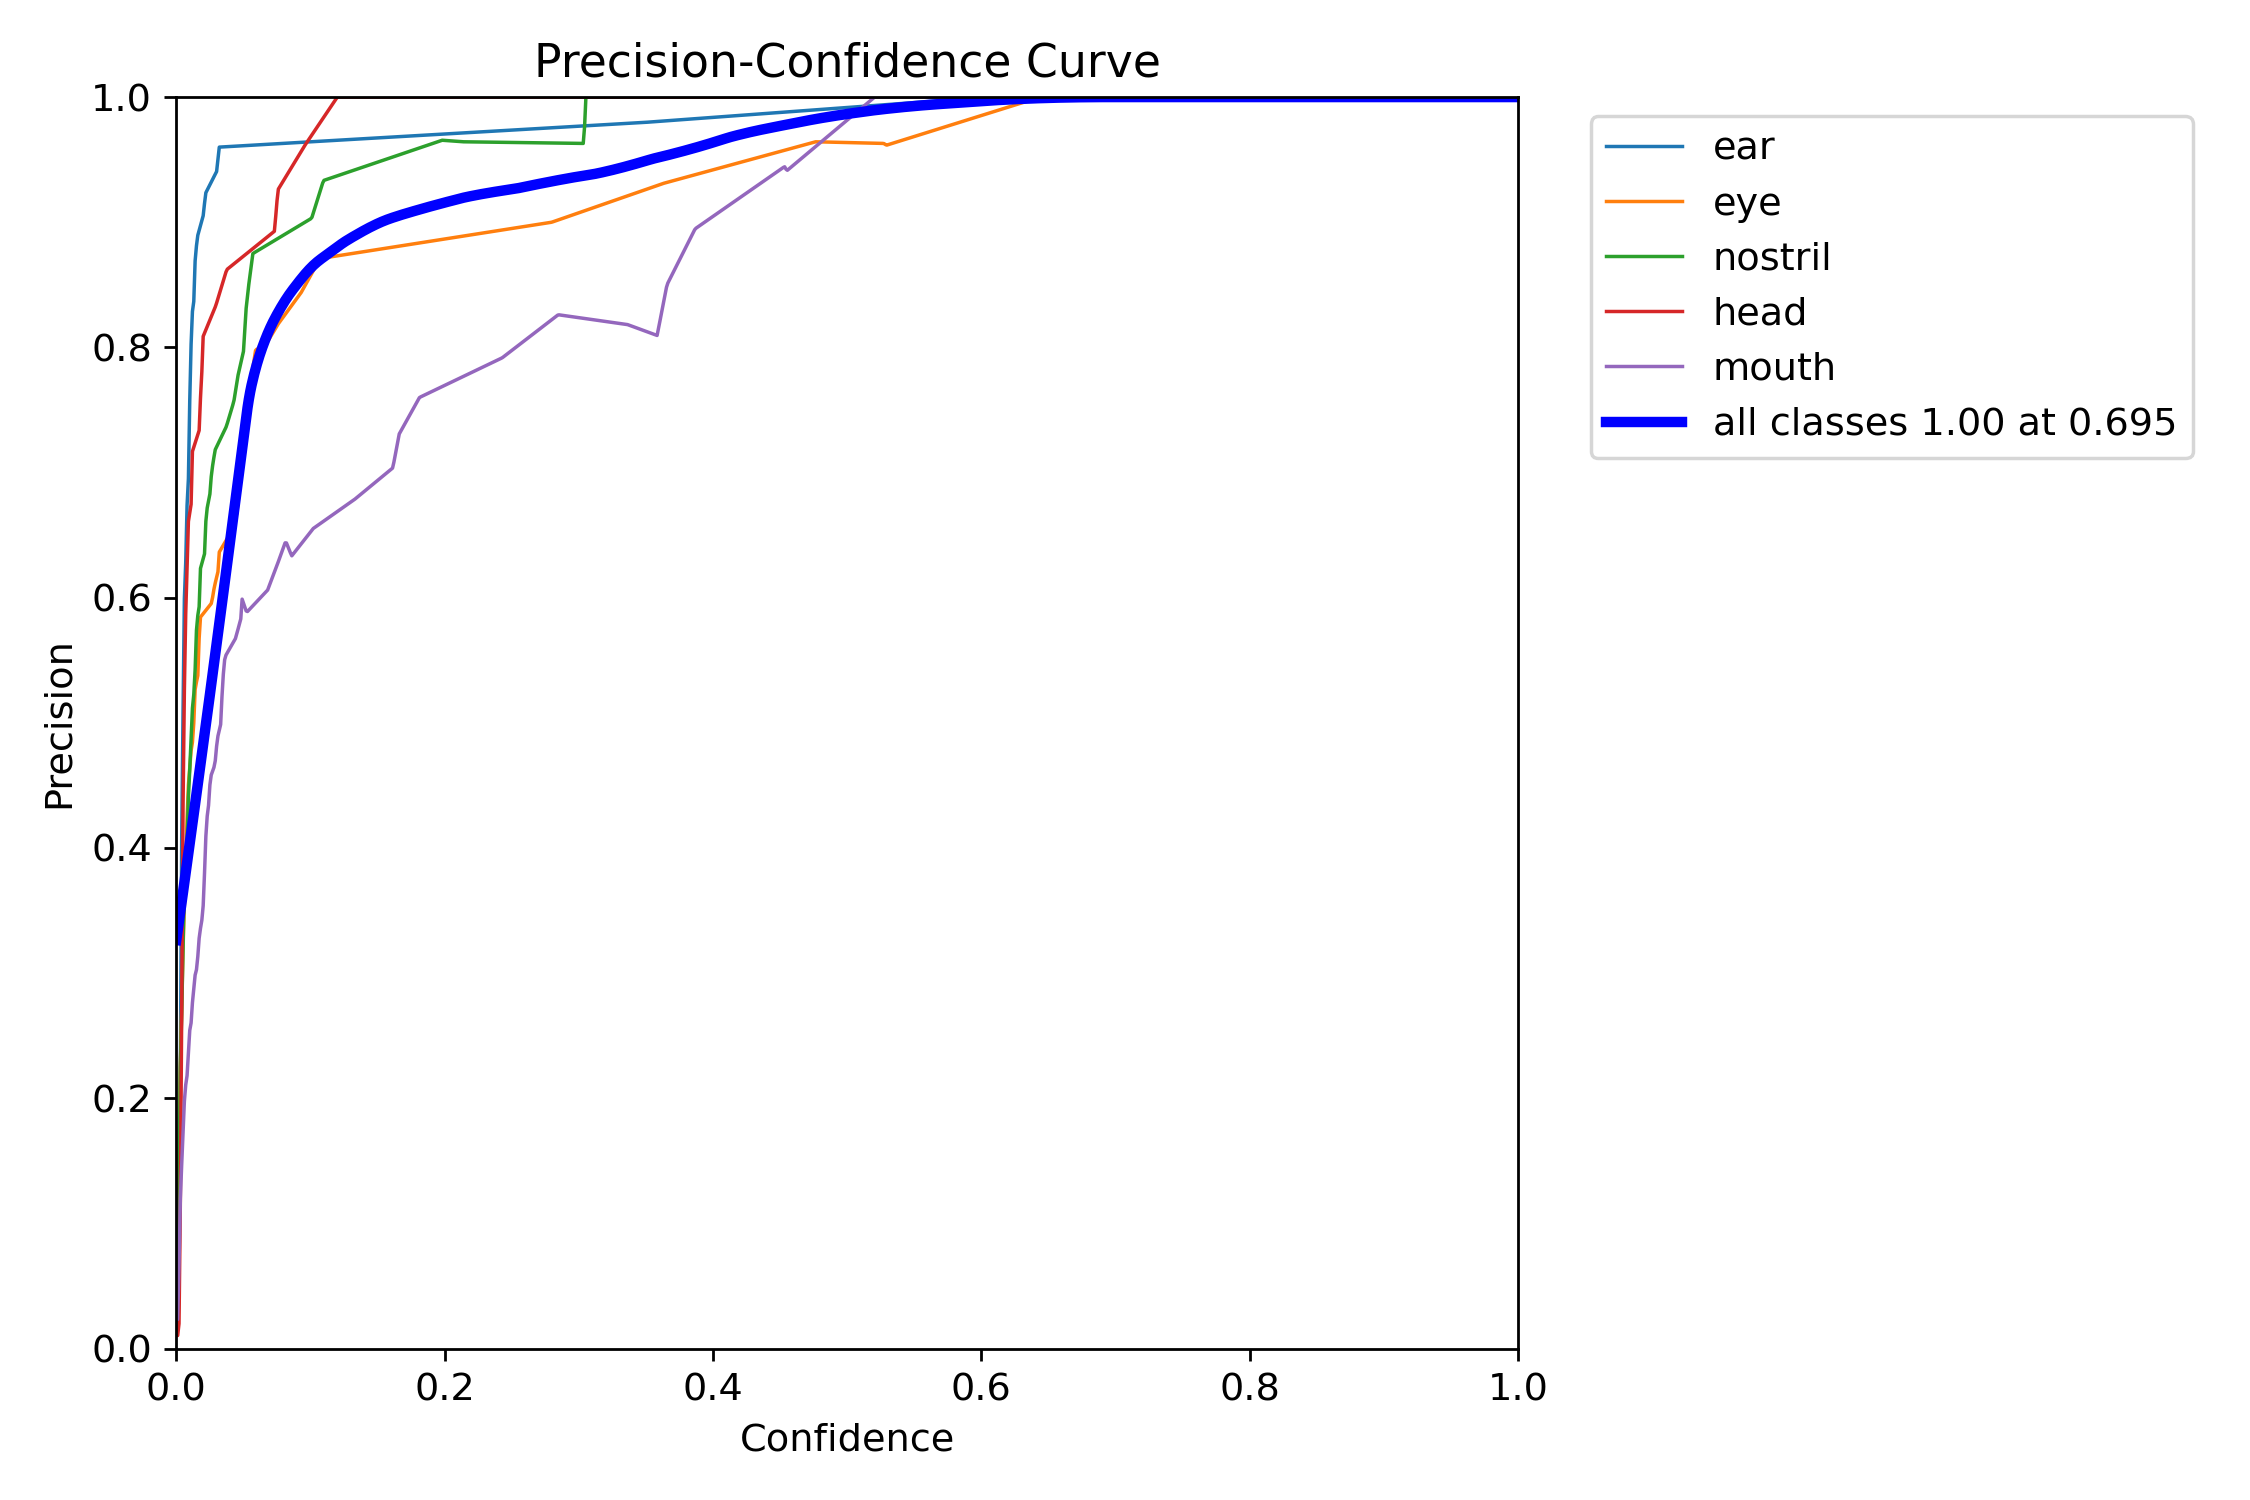 Precision-Confidence Curve
1.0
0.8
0.6
0.4
0.2
0.0
Precision
0.0 0.2 0.4 0.6 0.8 1.0
Confidence
ear
eye
nostril
head
mouth
all classes 1.00 at 0.695